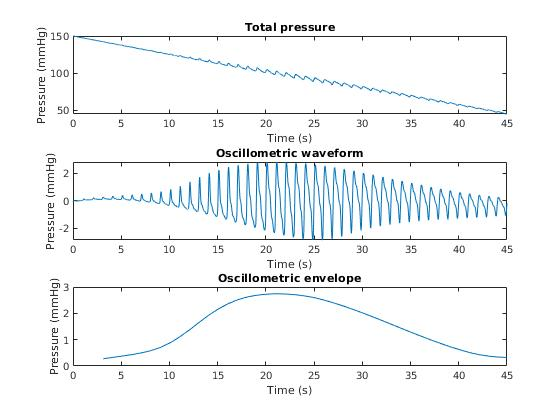 Total pressure
150
100
50
Pressure (mmHg)
0 5 10 15 20 25 30 35 40 45
Time (s)
Oscillometric waveform
2
0
-2
Pressure (mmHg)
0 5 10 15 20 25 30 35 40 45
Time (s)
Oscillometric envelope
3
2
1
0
Pressure (mmHg)
0 5 10 15 20 25 30 35 40 45
Time (s)